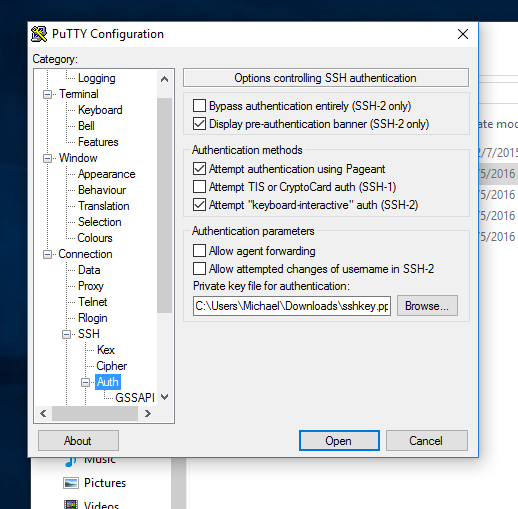 PuTTY Configuration
Category:
Logging
Terminal
Keyboard
Bell
Features
Window
Appearance
Behaviour
Translation
Selection
Colours
Connection
Data
Proxy
Telnet
Rlogin
SSH
Kex
Cipher
Auth
GSSAPI
Options controlling SSH authentication
Bypass authentication entirely (SSH-2 only)
Display pre-authentication banner (SSH-2 only)
Authentication methods
Attempt authentication using Pageant
Attempt TIS or CryptoCard auth (SSH-1)
Attempt "keyboard-interactive" auth (SSH-2)
Authentication parameters
Allow agent forwarding
Allow attempted changes of username in SSH-2
Private key file for authentication:
C:\Users\Michael\Downloads\sshkey.pp
Browse...
About
Open
Cancel
ate mod
2/7/2015
/5/2016
/5/2016
/5/2016
Music
Pictures
Videos